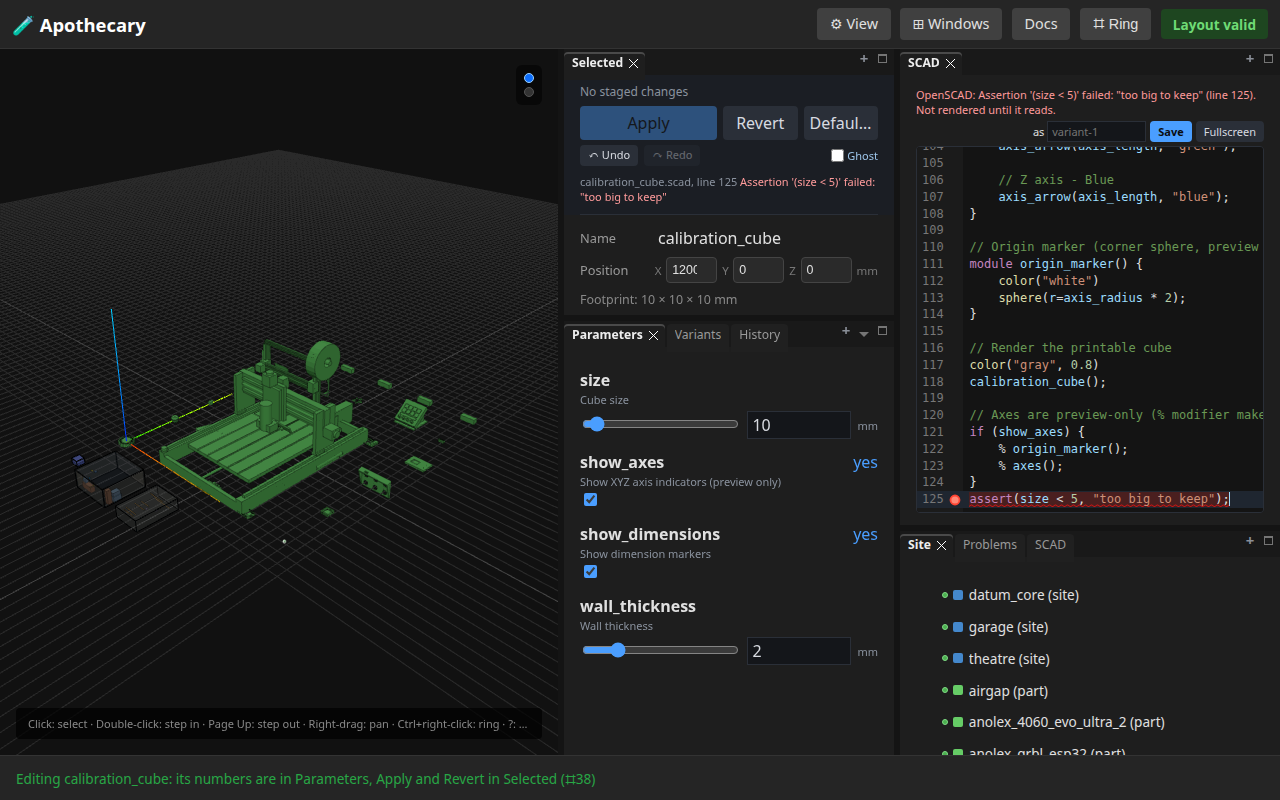 🧪 Apothecary
⚙ View
⊞ Windows
Docs
⌗ Ring
Layout valid
Selected
No staged changes
Apply
Revert
Defaul...
↶ Undo
↷ Redo
Ghost
calibration_cube.scad, line 125 Assertion '(size < 5)' failed:
"too big to keep"
Name calibration_cube
Position X 1200 Y 0 Z 0 mm
Footprint: 10 × 10 × 10 mm
Parameters
Variants
History
size
Cube size
10 mm
show_axes yes
Show XYZ axis indicators (preview only)
show_dimensions yes
Show dimension markers
wall_thickness
Wall thickness
2 mm
SCAD
OpenSCAD: Assertion '(size < 5)' failed: "too big to keep" (line 125).
Not rendered until it reads.
as variant-1 Save Fullscreen
104 axis_arrow(axis_length, "green");
105
106 // Z axis - Blue
107 axis_arrow(axis_length, "blue");
108 }
109
110 // Origin marker (corner sphere, preview
111 module origin_marker() {
112 color("white")
113 sphere(r=axis_radius * 2);
114 }
115
116 // Render the printable cube
117 color("gray", 0.8)
118 calibration_cube();
119
120 // Axes are preview-only (% modifier make
121 if (show_axes) {
122 % origin_marker();
123 % axes();
124 }
125 assert(size < 5, "too big to keep");
Site
Problems
SCAD
datum_core (site)
garage (site)
theatre (site)
airgap (part)
anolex_4060_evo_ultra_2 (part)
anolex_grbl_esp32 (part)
Click: select · Double-click: step in · Page Up: step out · Right-drag: pan · Ctrl+right-click: ring · ?: ...
Editing calibration_cube: its numbers are in Parameters, Apply and Revert in Selected (⌗38)